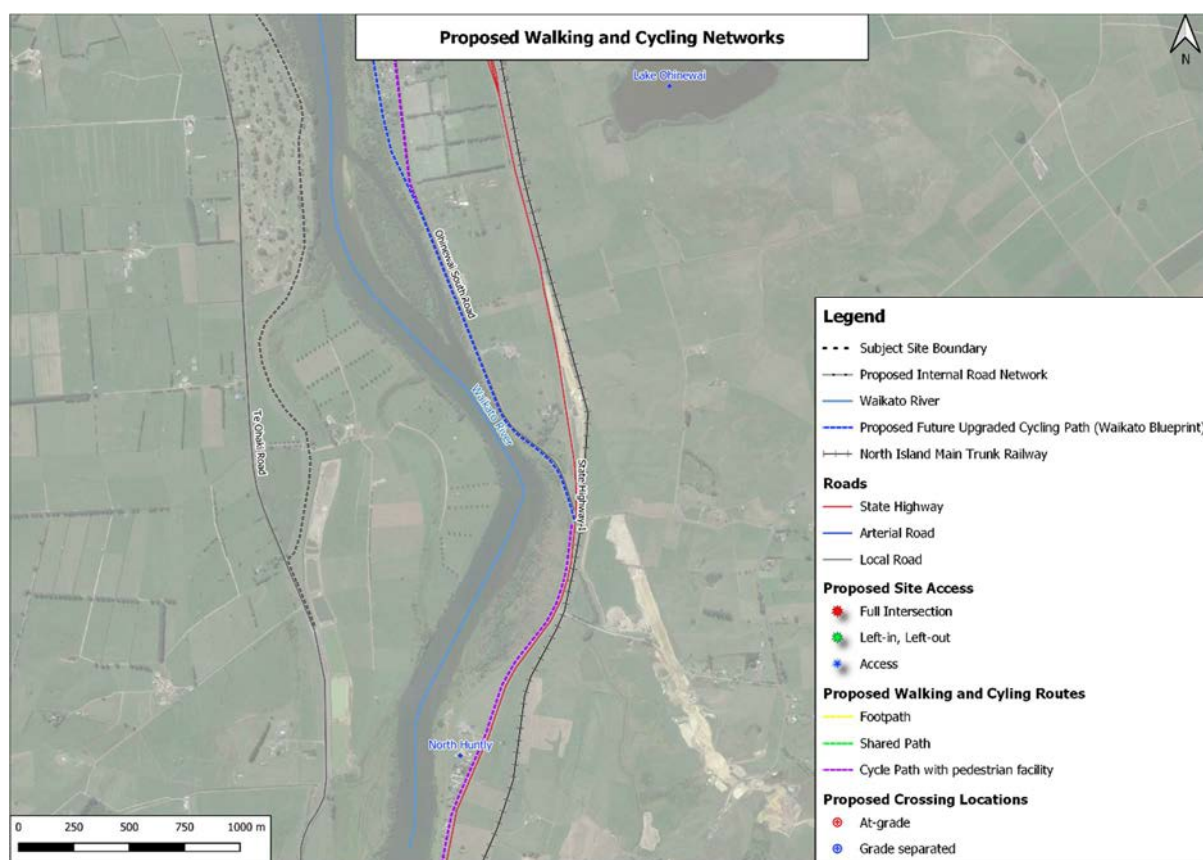 Proposed Walking and Cycling Networks
N
Lake Ohinewai
Ohinewai South Road
Waikato River
Te Ohaki Road
State Highway 1
North Huntly
0 250 500 750 1000 m
Legend
Subject Site Boundary
Proposed Internal Road Network
Waikato River
Proposed Future Upgraded Cycling Path (Waikato Blueprint)
North Island Main Trunk Railway
Roads
State Highway
Arterial Road
Local Road
Proposed Site Access
Full Intersection
Left-in, Left-out
Access
Proposed Walking and Cyling Routes
Footpath
Shared Path
Cycle Path with pedestrian facility
Proposed Crossing Locations
At-grade
Grade separated